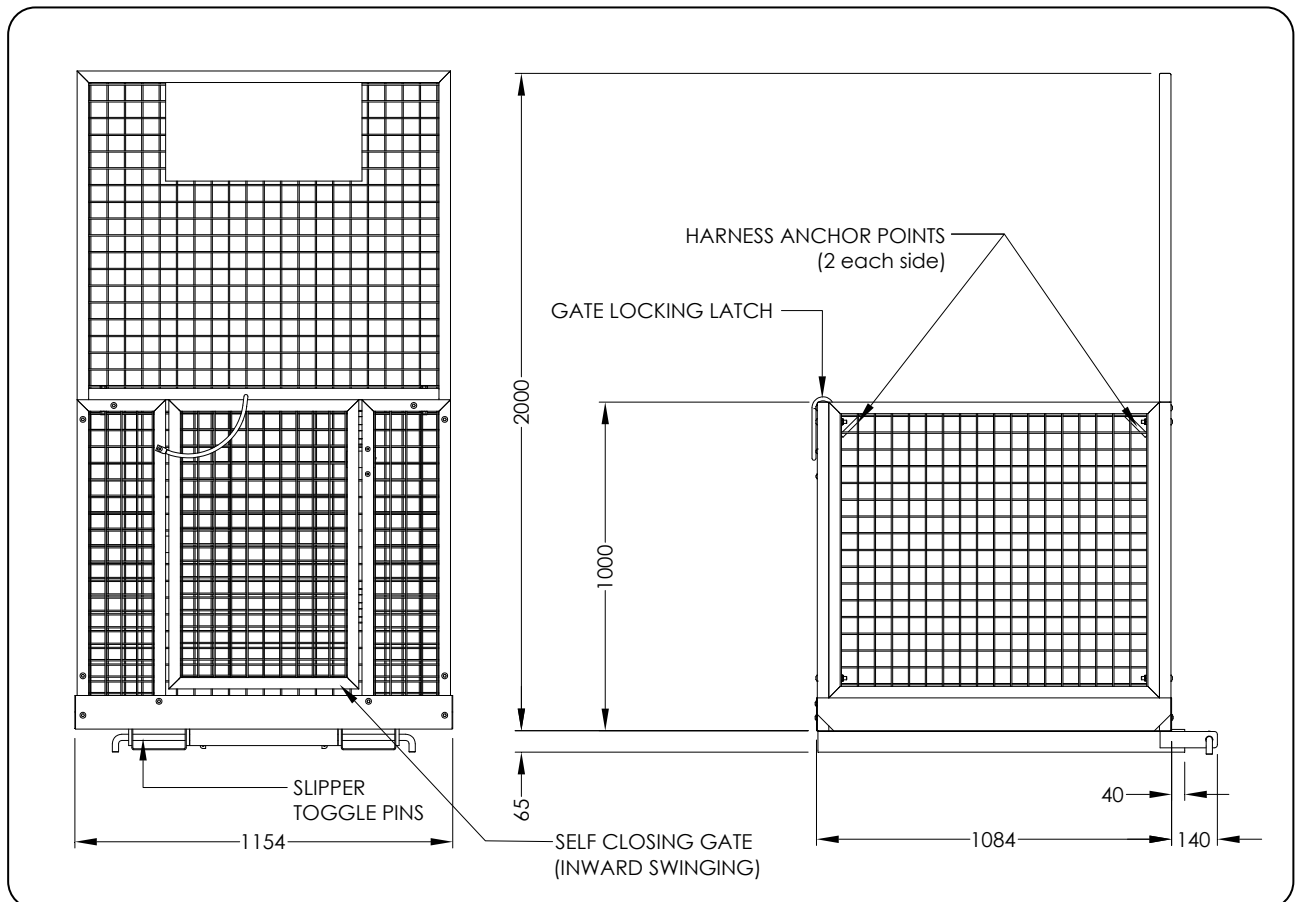 HARNESS ANCHOR POINTS
(2 each side)
GATE LOCKING LATCH
2000
1000
SLIPPER
TOGGLE PINS
65
40
1154
1084
140
SELF CLOSING GATE
(INWARD SWINGING)